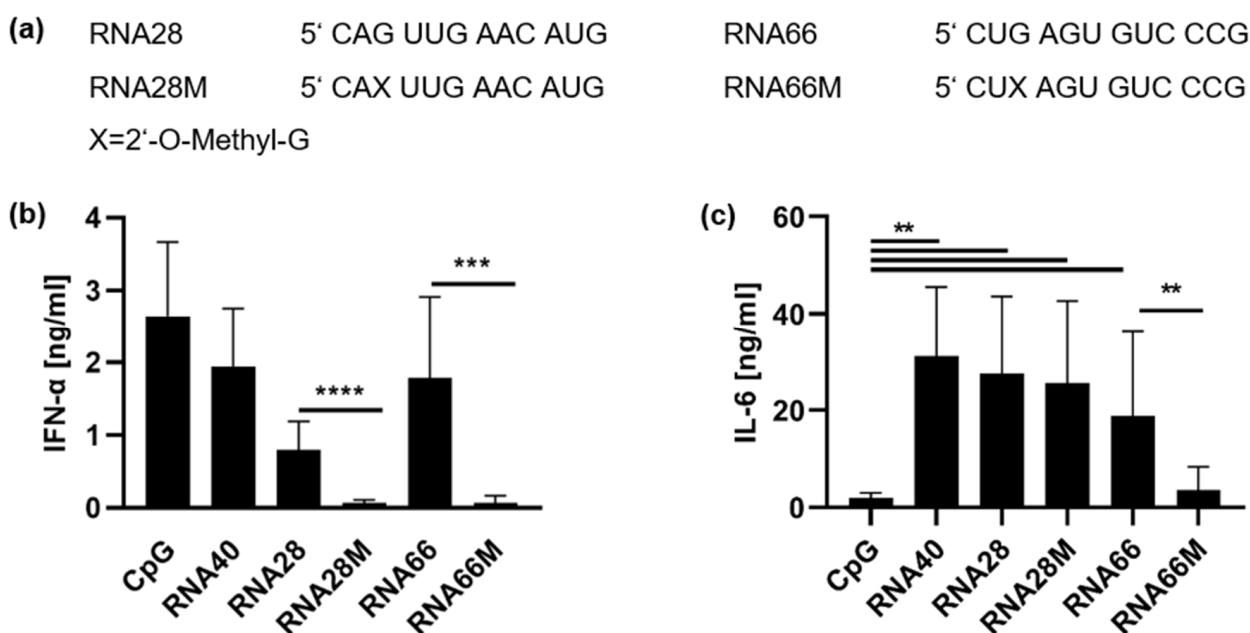 (a) RNA28 5‘ CAG UUG AAC AUG RNA66 5‘ CUG AGU GUC CCG
RNA28M 5‘ CAX UUG AAC AUG RNA66M 5‘ CUX AGU GUC CCG
X=2‘-O-Methyl-G
(b)
IFN-α [ng/ml]
4
3
2
1
0
****
***
CpG
RNA40
RNA28
RNA28M
RNA66
RNA66M
(c)
IL-6 [ng/ml]
60
40
20
0
**
**
CpG
RNA40
RNA28
RNA28M
RNA66
RNA66M